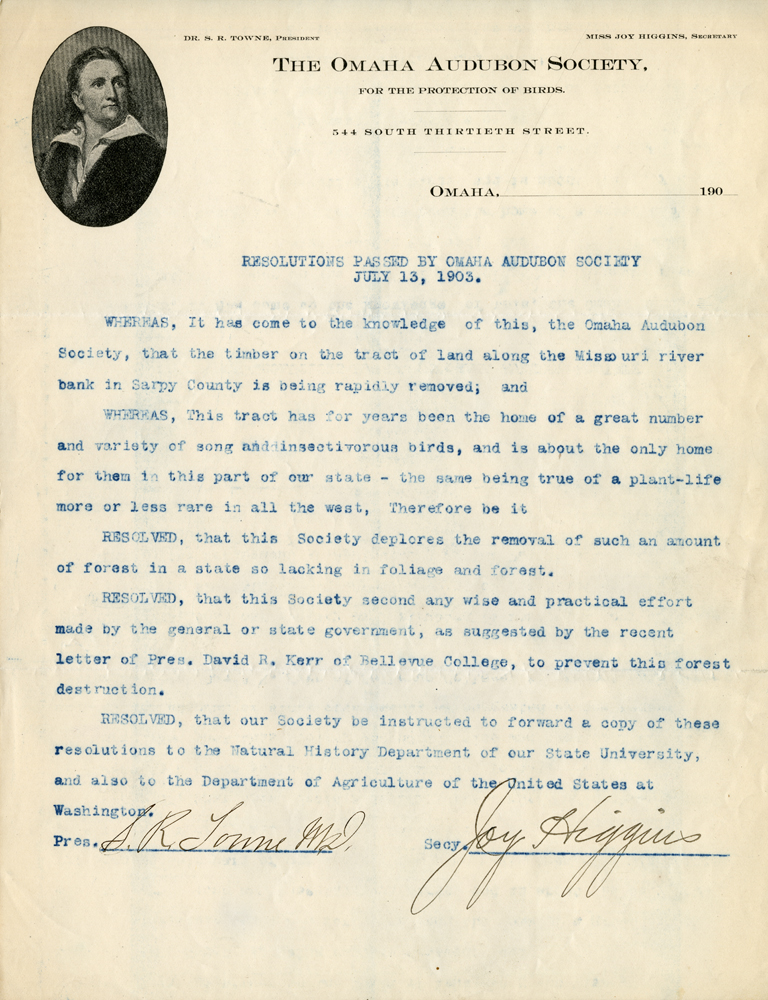 DR. S. R. TOWNE, PRESIDENT
MISS JOY HIGGINS, SECRETARY
THE OMAHA AUDUBON SOCIETY,
FOR THE PROTECTION OF BIRDS.
544 SOUTH THIRTIETH STREET.
OMAHA, 190
RESOLUTIONS PASSED BY OMAHA AUDUBON SOCIETY
JULY 13, 1903.
WHEREAS, It has come to the knowledge of this, the Omaha Audubon
Society, that the timber on the tract of land along the Missouri river
bank in Sarpy County is being rapidly removed; and
WHEREAS, This tract has for years been the home of a great number
and variety of song and insectivorous birds, and is about the only home
for them in this part of our state - the same being true of a plant-life
more or less rare in all the west, Therefore be it
RESOLVED, that this Society deplores the removal of such an amount
of forest in a state so lacking in foliage and forest.
RESOLVED, that this Society second any wise and practical effort
made by the general or state government, as suggested by the recent
letter of Pres. David R. Kerr of Bellevue College, to prevent this forest
destruction.
RESOLVED, that our Society be instructed to forward a copy of these
resolutions to the Natural History Department of our State University,
and also to the Department of Agriculture of the United States at
Washington.
Pres. S. R. Towne MD. Secy. Joy Higgins